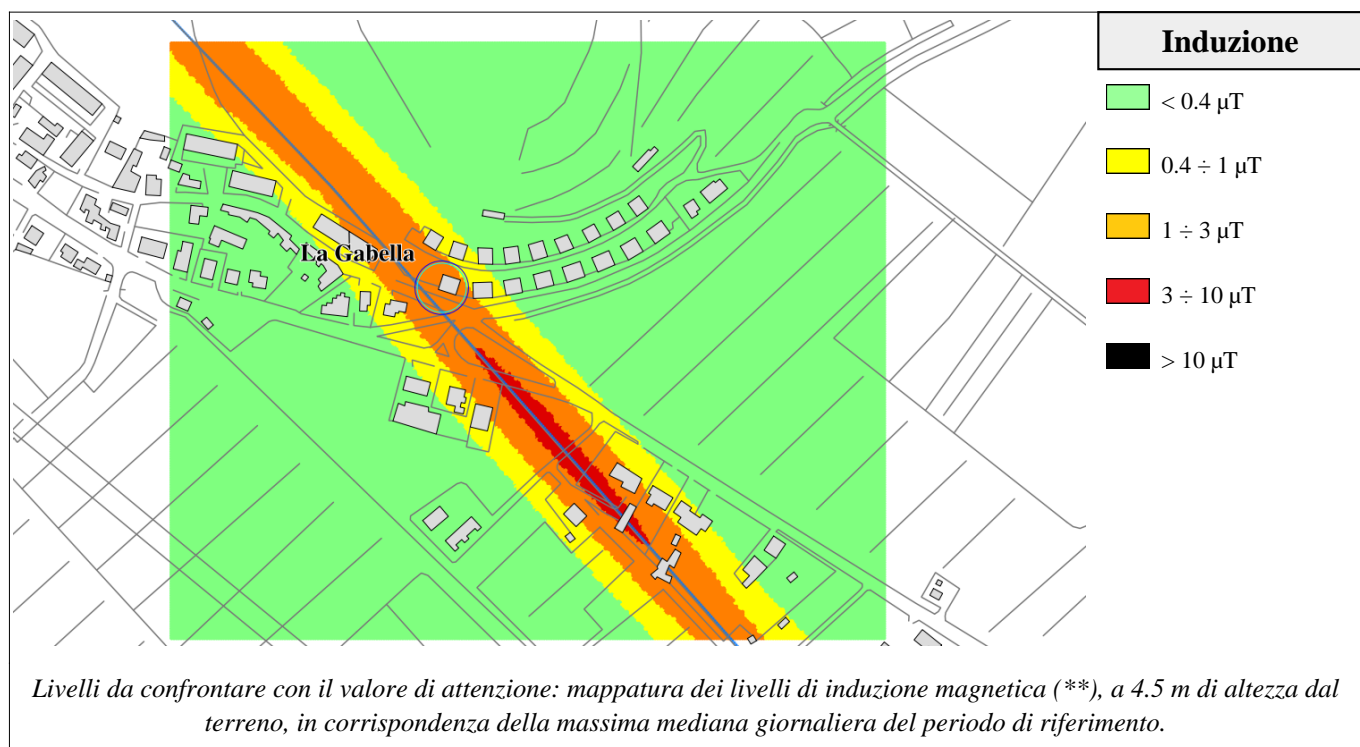 Induzione
< 0.4 µT
0.4 ÷ 1 µT
1 ÷ 3 µT
3 ÷ 10 µT
> 10 µT
La Gabella
Livelli da confrontare con il valore di attenzione: mappatura dei livelli di induzione magnetica (**), a 4.5 m di altezza dal
terreno, in corrispondenza della massima mediana giornaliera del periodo di riferimento.